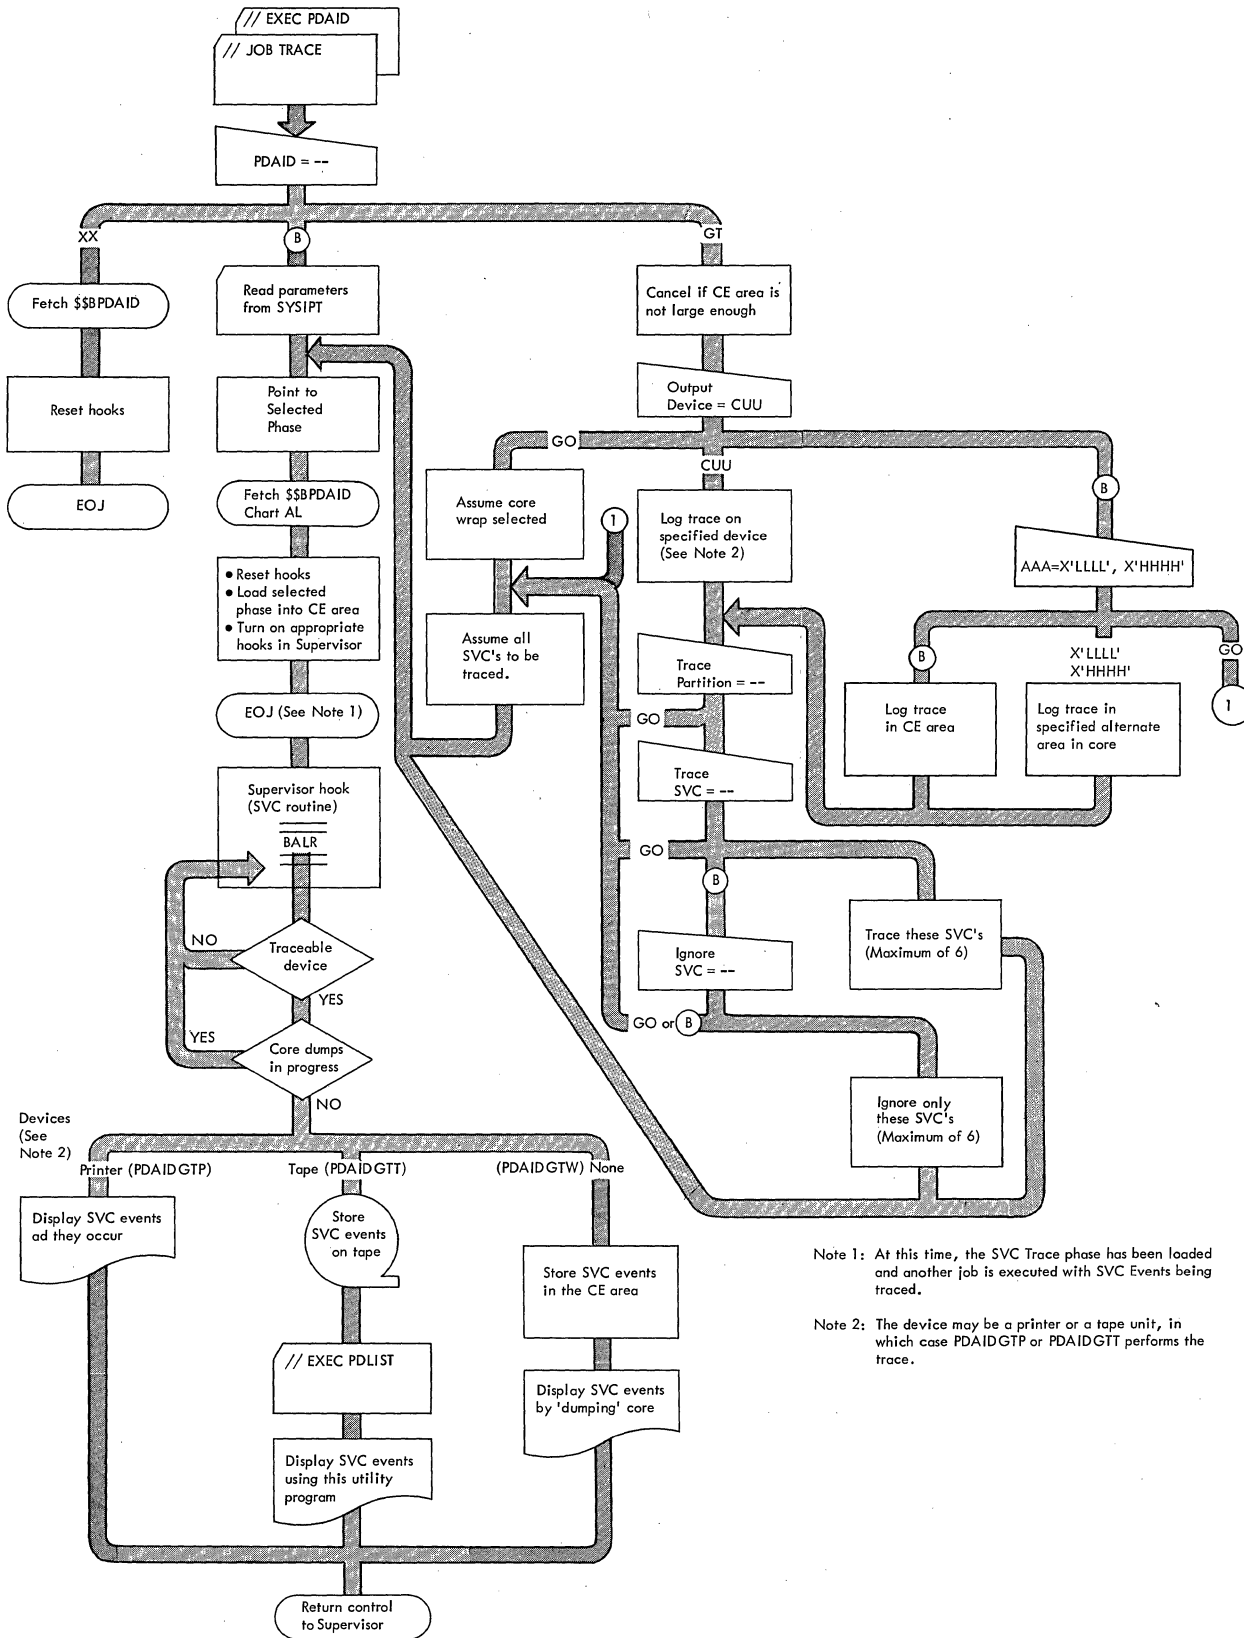 // EXEC PDAID
// JOB TRACE
PDAID = --
XX
B
GT
Fetch $$BPDAID
Reset hooks
EOJ
Read parameters
from SYSIPT
Point to
Selected
Phase
Fetch $$BPDAID
Chart AL
• Reset hooks
• Load selected
phase into CE area
• Turn on appropriate
hooks in Supervisor
EOJ (See Note 1)
Supervisor hook
(SVC routine)
BALR
NO
Traceable
device
YES
YES
Core dumps
in progress
NO
Cancel if CE area is
not large enough
Output
Device = CUU
GO
CUU
B
Assume core
wrap selected
1
Log trace on
specified device
(See Note 2)
AAA=X'LLLL', X'HHHH'
Assume all
SVC's to be
traced.
Trace
Partition = --
B
X'LLLL'
X'HHHH'
GO
Log trace
in CE area
Log trace in
specified alternate
area in core
1
GO
Trace
SVC = --
GO
B
Trace these SVC's
(Maximum of 6)
Ignore
SVC = --
GO or B
Ignore only
these SVC's
(Maximum of 6)
Devices
(See
Note 2)
Printer (PDAIDGTP)
Tape (PDAIDGTT)
(PDAIDGTW) None
Display SVC events
ad they occur
Store
SVC events
on tape
Store SVC events
in the CE area
// EXEC PDLIST
Display SVC events
by 'dumping' core
Display SVC events
using this utility
program
Return control
to Supervisor
Note 1: At this time, the SVC Trace phase has been loaded
and another job is executed with SVC Events being
traced.
Note 2: The device may be a printer or a tape unit, in
which case PDAIDGTP or PDAIDGTT performs the
trace.